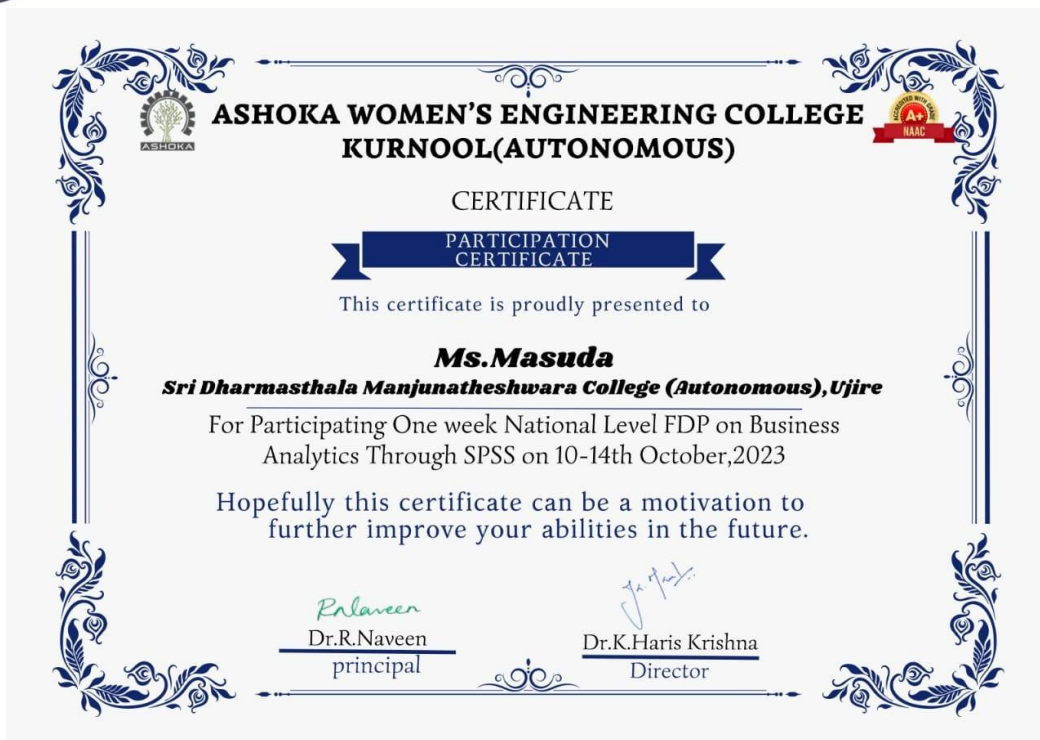 ASHOKA WOMEN'S ENGINEERING COLLEGE
KURNOOL(AUTONOMOUS)
ASHOKA
ACCREDITED WITH GRADE
A+
NAAC
CERTIFICATE
PARTICIPATION
CERTIFICATE
This certificate is proudly presented to
Ms.Masuda
Sri Dharmasthala Manjunatheshwara College (Autonomous),Ujire
For Participating One week National Level FDP on Business
Analytics Through SPSS on 10-14th October,2023
Hopefully this certificate can be a motivation to
further improve your abilities in the future.
Dr.R.Naveen
principal
Dr.K.Haris Krishna
Director